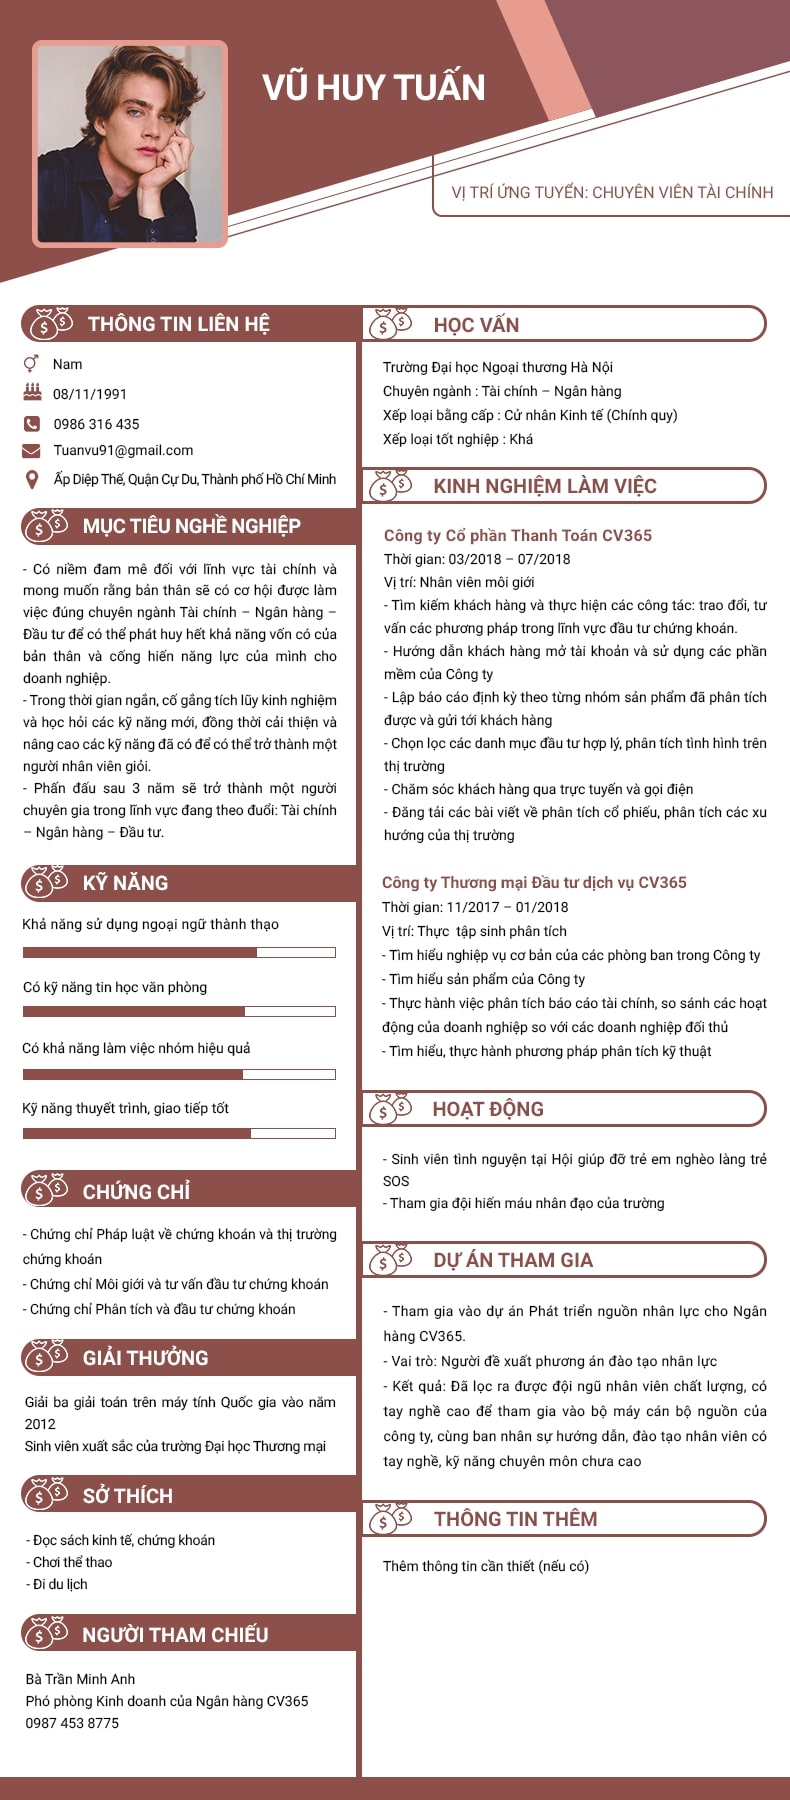 VŨ HUY TUẤN
VỊ TRÍ ỨNG TUYỂN: CHUYÊN VIÊN TÀI CHÍNH
THÔNG TIN LIÊN HỆ
Nam
08/11/1991
0986 316 435
Tuanvu91@gmail.com
Ấp Diệp Thế, Quận Cự Du, Thành phố Hồ Chí Minh
MỤC TIÊU NGHỀ NGHIỆP
- Có niềm đam mê đối với lĩnh vực tài chính và
mong muốn rằng bản thân sẽ có cơ hội được làm
việc đúng chuyên ngành Tài chính – Ngân hàng –
Đầu tư để có thể phát huy hết khả năng vốn có của
bản thân và cống hiến năng lực của mình cho
doanh nghiệp.
- Trong thời gian ngắn, cố gắng tích lũy kinh nghiệm
và học hỏi các kỹ năng mới, đồng thời cải thiện và
nâng cao các kỹ năng đã có để có thể trở thành một
người nhân viên giỏi.
- Phấn đấu sau 3 năm sẽ trở thành một người
chuyên gia trong lĩnh vực đang theo đuổi: Tài chính
– Ngân hàng – Đầu tư.
KỸ NĂNG
Khả năng sử dụng ngoại ngữ thành thạo
Có kỹ năng tin học văn phòng
Có khả năng làm việc nhóm hiệu quả
Kỹ năng thuyết trình, giao tiếp tốt
CHỨNG CHỈ
- Chứng chỉ Pháp luật về chứng khoán và thị trường
chứng khoán
- Chứng chỉ Môi giới và tư vấn đầu tư chứng khoán
- Chứng chỉ Phân tích và đầu tư chứng khoán
GIẢI THƯỞNG
Giải ba giải toán trên máy tính Quốc gia vào năm
2012
Sinh viên xuất sắc của trường Đại học Thương mại
SỞ THÍCH
- Đọc sách kinh tế, chứng khoán
- Chơi thể thao
- Đi du lịch
NGƯỜI THAM CHIẾU
Bà Trần Minh Anh
Phó phòng Kinh doanh của Ngân hàng CV365
0987 453 8775
HỌC VẤN
Trường Đại học Ngoại thương Hà Nội
Chuyên ngành : Tài chính – Ngân hàng
Xếp loại bằng cấp : Cử nhân Kinh tế (Chính quy)
Xếp loại tốt nghiệp : Khá
KINH NGHIỆM LÀM VIỆC
Công ty Cổ phần Thanh Toán CV365
Thời gian: 03/2018 – 07/2018
Vị trí: Nhân viên môi giới
- Tìm kiếm khách hàng và thực hiện các công tác: trao đổi, tư
vấn các phương pháp trong lĩnh vực đầu tư chứng khoán.
- Hướng dẫn khách hàng mở tài khoản và sử dụng các phần
mềm của Công ty
- Lập báo cáo định kỳ theo từng nhóm sản phẩm đã phân tích
được và gửi tới khách hàng
- Chọn lọc các danh mục đầu tư hợp lý, phân tích tình hình trên
thị trường
- Chăm sóc khách hàng qua trực tuyến và gọi điện
- Đăng tải các bài viết về phân tích cổ phiếu, phân tích các xu
hướng của thị trường
Công ty Thương mại Đầu tư dịch vụ CV365
Thời gian: 11/2017 – 01/2018
Vị trí: Thực tập sinh phân tích
- Tìm hiểu nghiệp vụ cơ bản của các phòng ban trong Công ty
- Tìm hiểu sản phẩm của Công ty
- Thực hành việc phân tích báo cáo tài chính, so sánh các hoạt
động của doanh nghiệp so với các doanh nghiệp đối thủ
- Tìm hiểu, thực hành phương pháp phân tích kỹ thuật
HOẠT ĐỘNG
- Sinh viên tình nguyện tại Hội giúp đỡ trẻ em nghèo làng trẻ
SOS
- Tham gia đội hiến máu nhân đạo của trường
DỰ ÁN THAM GIA
- Tham gia vào dự án Phát triển nguồn nhân lực cho Ngân
hàng CV365.
- Vai trò: Người đề xuất phương án đào tạo nhân lực
- Kết quả: Đã lọc ra được đội ngũ nhân viên chất lượng, có
tay nghề cao để tham gia vào bộ máy cán bộ nguồn của
công ty, cùng ban nhân sự hướng dẫn, đào tạo nhân viên có
tay nghề, kỹ năng chuyên môn chưa cao
THÔNG TIN THÊM
Thêm thông tin cần thiết (nếu có)